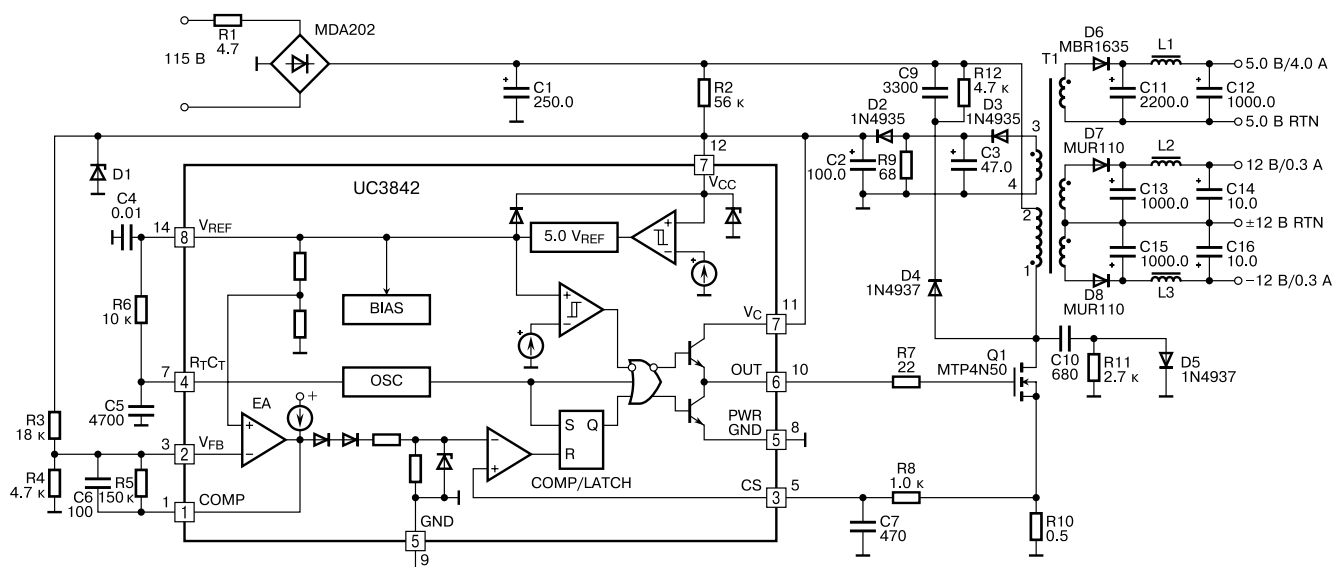 R1
4.7
MDA202
115 В
C1
250.0
R2
56 к
C9
3300
R12
4.7 к
D2
1N4935
D3
1N4935
T1
D6
MBR1635
L1
5.0 В/4.0 А
C11
2200.0
C12
1000.0
5.0 В RTN
D7
MUR110
L2
12 В/0.3 А
C13
1000.0
C14
10.0
±12 В RTN
C15
1000.0
C16
10.0
D8
MUR110
L3
−12 В/0.3 А
3
4
2
1
C2
100.0
R9
68
C3
47.0
D1
C4
0.01
UC3842
12
7
VCC
14
8
VREF
5.0 VREF
BIAS
R6
10 к
7
4
RTCT
OSC
C5
4700
EA
R3
18 к
3
2
VFB
R4
4.7 к
C6
100
R5
150 к
1
1
COMP
S
Q
R
COMP/LATCH
GND
5
9
VC
7
11
OUT
6
10
PWR
GND
5
8
CS
3
5
R7
22
D4
1N4937
Q1
MTP4N50
C10
680
R11
2.7 к
D5
1N4937
R8
1.0 к
C7
470
R10
0.5